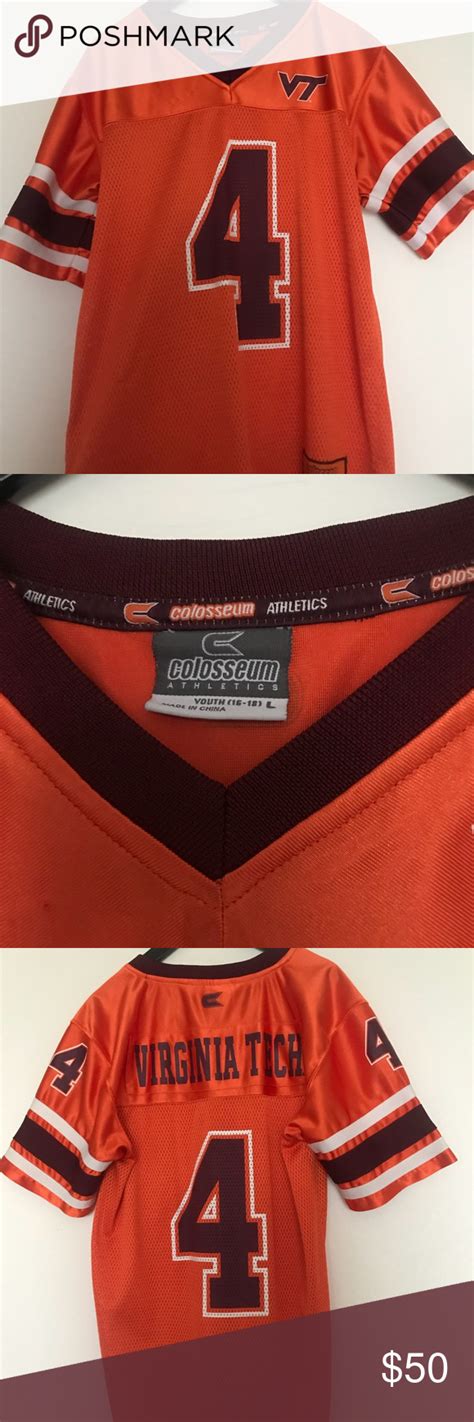 POSHMARK
VT
4
ATHLETICS colosseum ATHLETICS colos
colosseum
ATHLETICS
YOUTH (16-18) L
MADE IN CHINA
VIRGINIA TECH
4 4
4
$50